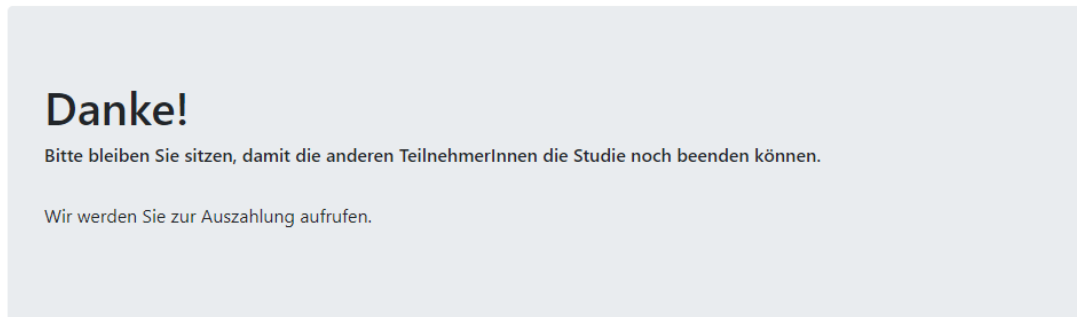 Danke!
Bitte bleiben Sie sitzen, damit die anderen TeilnehmerInnen die Studie noch beenden können.
Wir werden Sie zur Auszahlung aufrufen.